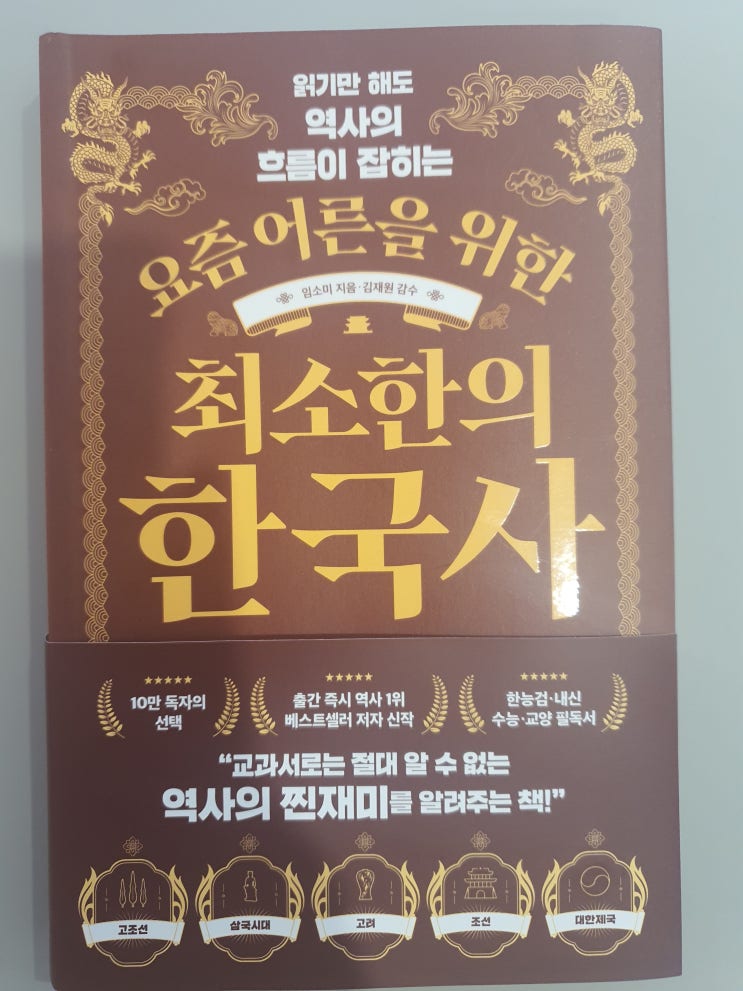 읽기만 해도
역사의
흐름이 잡히는
요즘 어른을 위한
임소미 지음·김재원 감수
최소한의
한국사
10만 독자의
선택
출간 즉시 역사 1위
베스트셀러 저자 신작
한능검·내신
수능·교양 필독서
“교과서로는 절대 알 수 없는
역사의 찐재미를 알려주는 책!”
고조선
삼국시대
고려
조선
대한제국